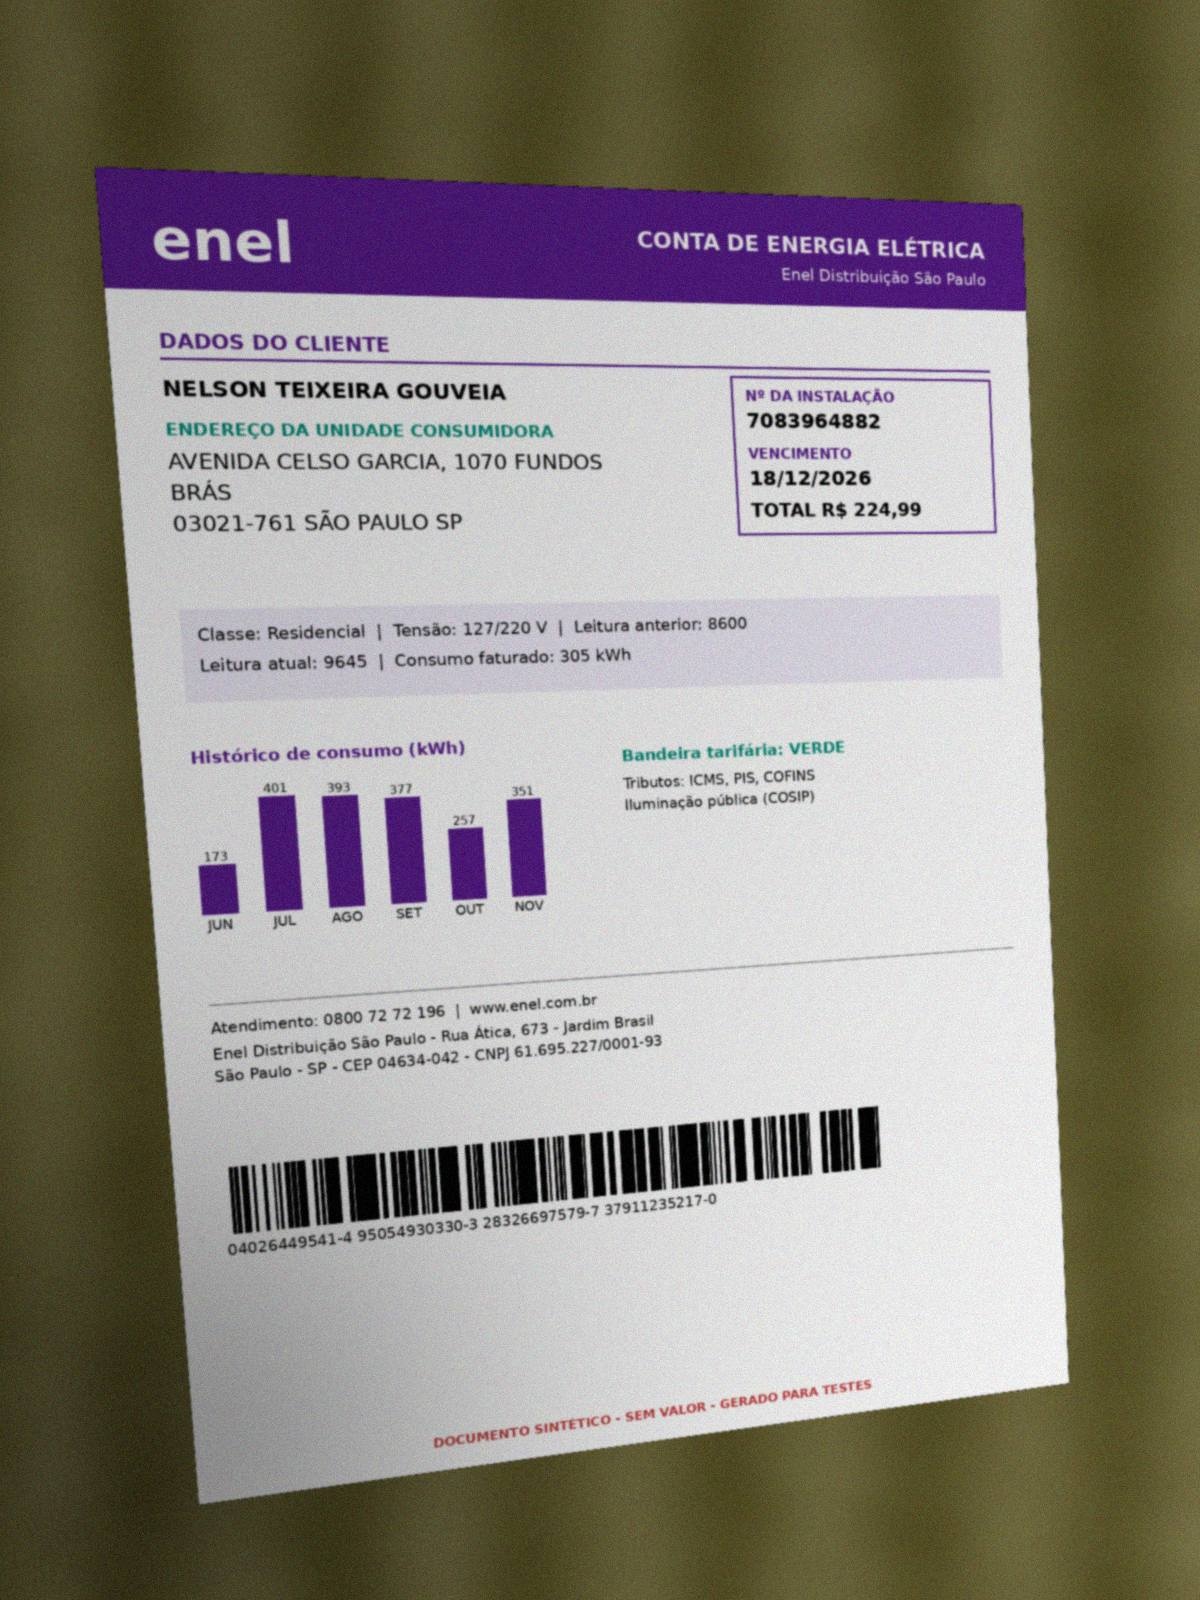 enel
CONTA DE ENERGIA ELÉTRICA
Enel Distribuição São Paulo
DADOS DO CLIENTE
NELSON TEIXEIRA GOUVEIA
ENDEREÇO DA UNIDADE CONSUMIDORA
AVENIDA CELSO GARCIA, 1070 FUNDOS
BRÁS
03021-761 SÃO PAULO SP
Nº DA INSTALAÇÃO
7083964882
VENCIMENTO
18/12/2026
TOTAL R$ 224,99
Classe: Residencial | Tensão: 127/220 V | Leitura anterior: 8600
Leitura atual: 9645 | Consumo faturado: 305 kWh
Histórico de consumo (kWh)
173 401 393 377 257 351
JUN JUL AGO SET OUT NOV
Bandeira tarifária: VERDE
Tributos: ICMS, PIS, COFINS
Iluminação pública (COSIP)
Atendimento: 0800 72 72 196 | www.enel.com.br
Enel Distribuição São Paulo - Rua Ática, 673 - Jardim Brasil
São Paulo - SP - CEP 04634-042 - CNPJ 61.695.227/0001-93
04026449541-4 95054930330-3 28326697579-7 37911235217-0
DOCUMENTO SINTÉTICO - SEM VALOR - GERADO PARA TESTES